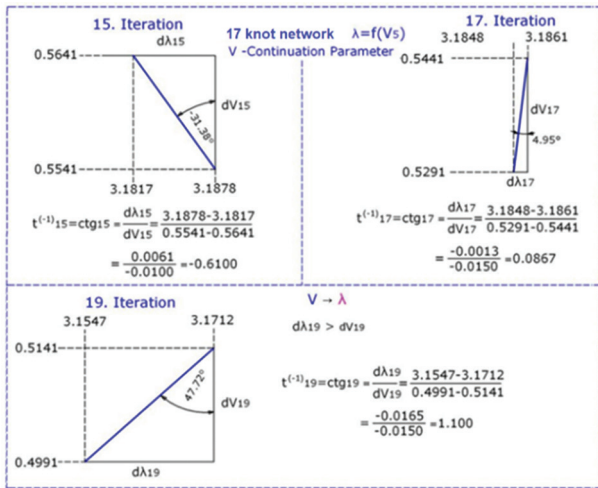 15. Iteration
dλ15
0.5641
dV15
-31.38°
0.5541
3.1817 3.1878
t(-1)15=ctg15=dλ15/dV15=3.1878-3.1817/0.5541-0.5641
=0.0061/-0.0100=-0.6100
17 knot network λ=f(Vs)
V -Continuation Parameter
17. Iteration
3.1848 3.1861
0.5441
dV17
4.95°
0.5291
dλ17
t(-1)17=ctg17=dλ17/dV17=3.1848-3.1861/0.5291-0.5441
=-0.0013/-0.0150=0.0867
19. Iteration
3.1547 3.1712
0.5141
47.72°
dV19
0.4991
dλ19
V → λ
dλ19 > dV19
t(-1)19=ctg19=dλ19/dV19=3.1547-3.1712/0.4991-0.5141
=-0.0165/-0.0150=1.100